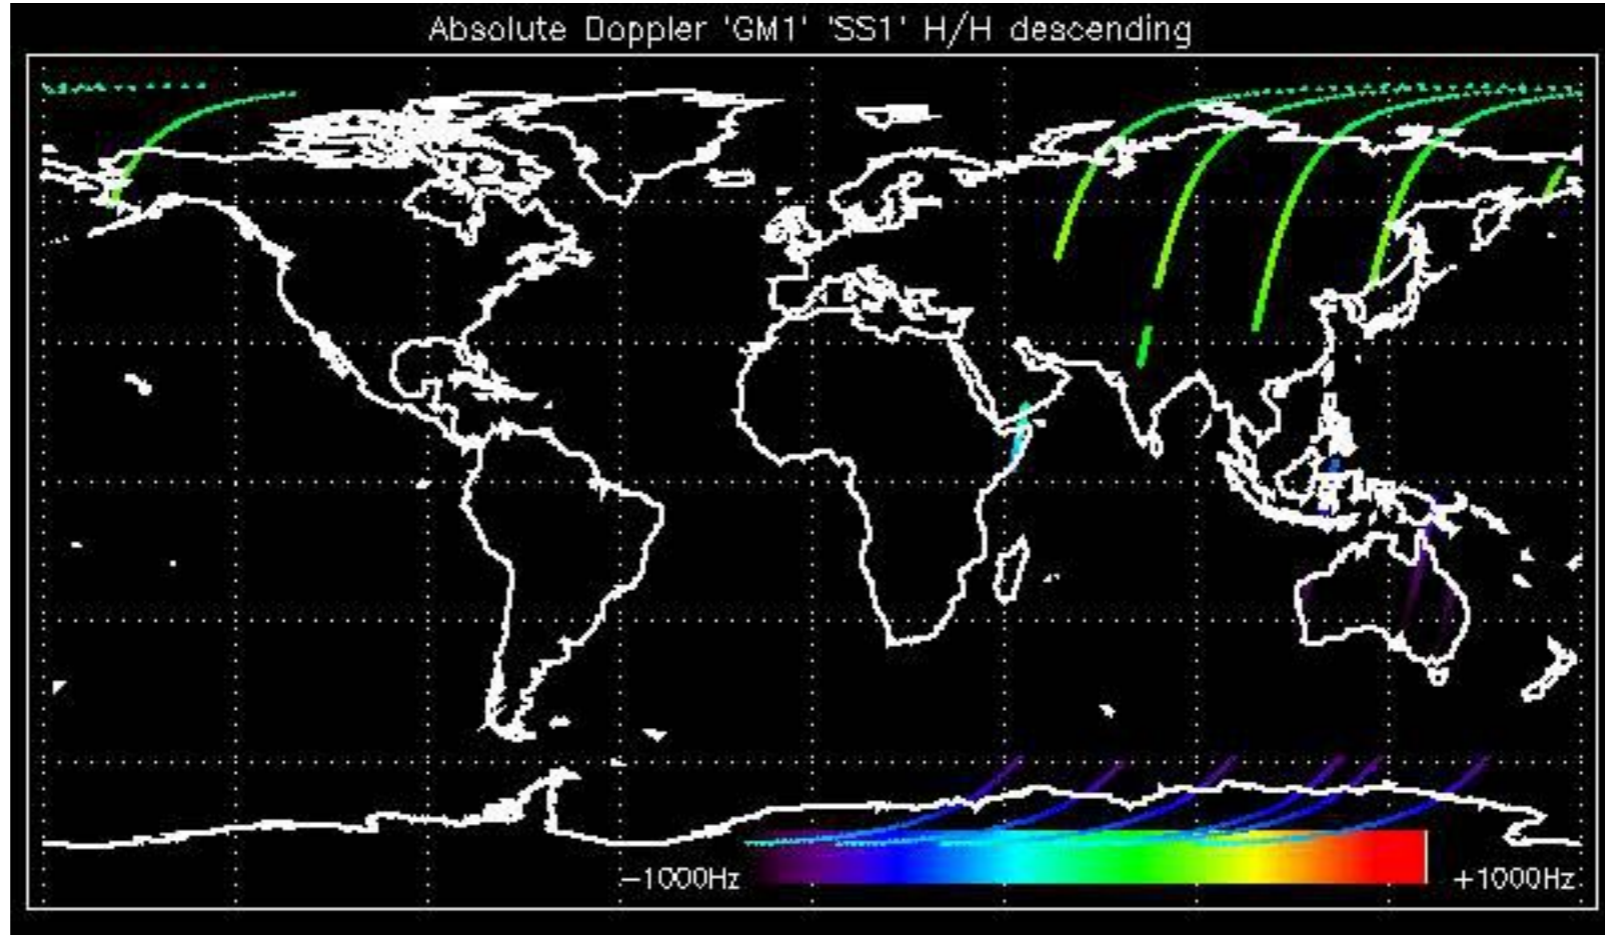 Absolute Doppler 'GM1' 'SS1' H/H descending
-1000Hz
+1000Hz